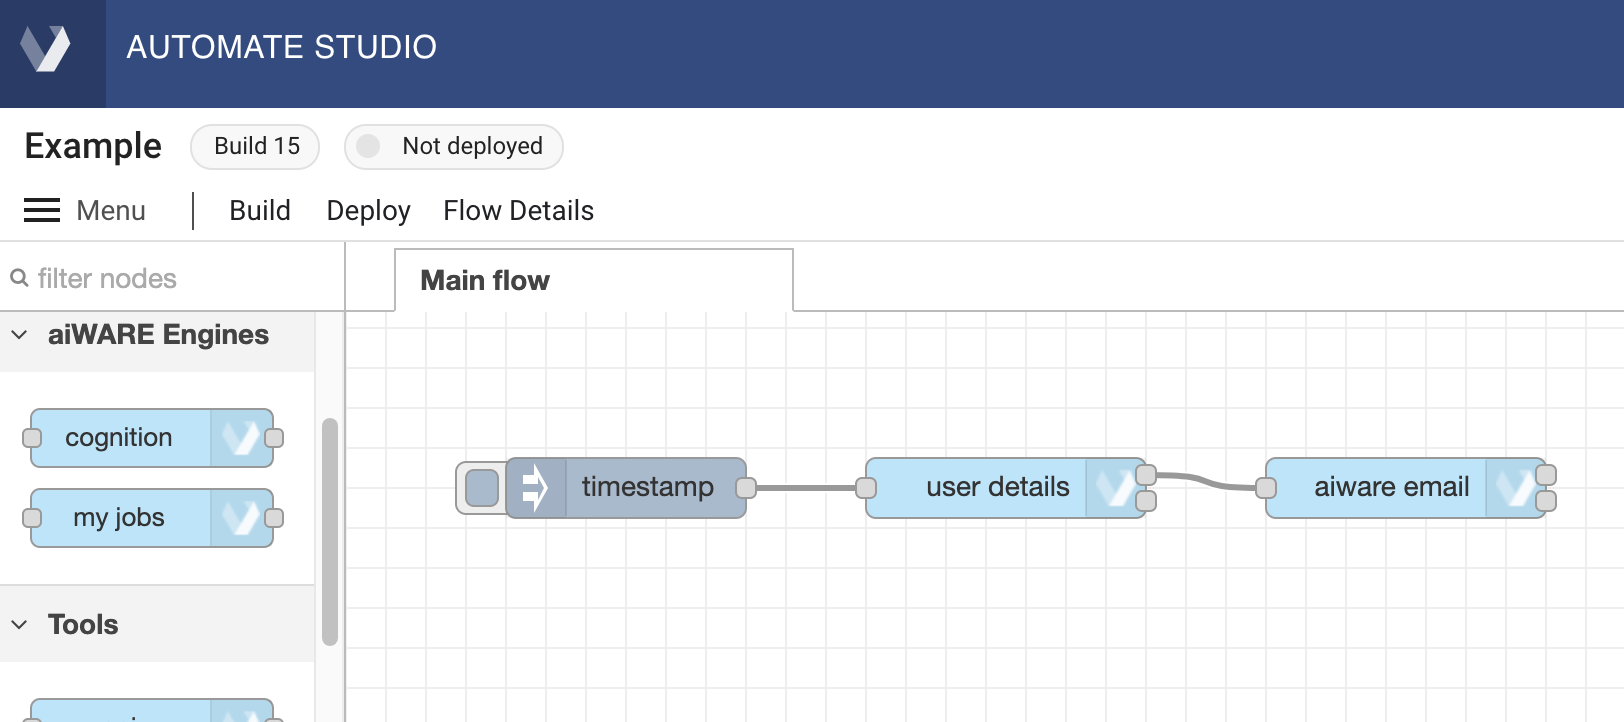 AUTOMATE STUDIO
Example Build 15 Not deployed
Menu Build Deploy Flow Details
filter nodes
Main flow
aiWARE Engines
cognition
my jobs
timestamp user details aiware email
Tools